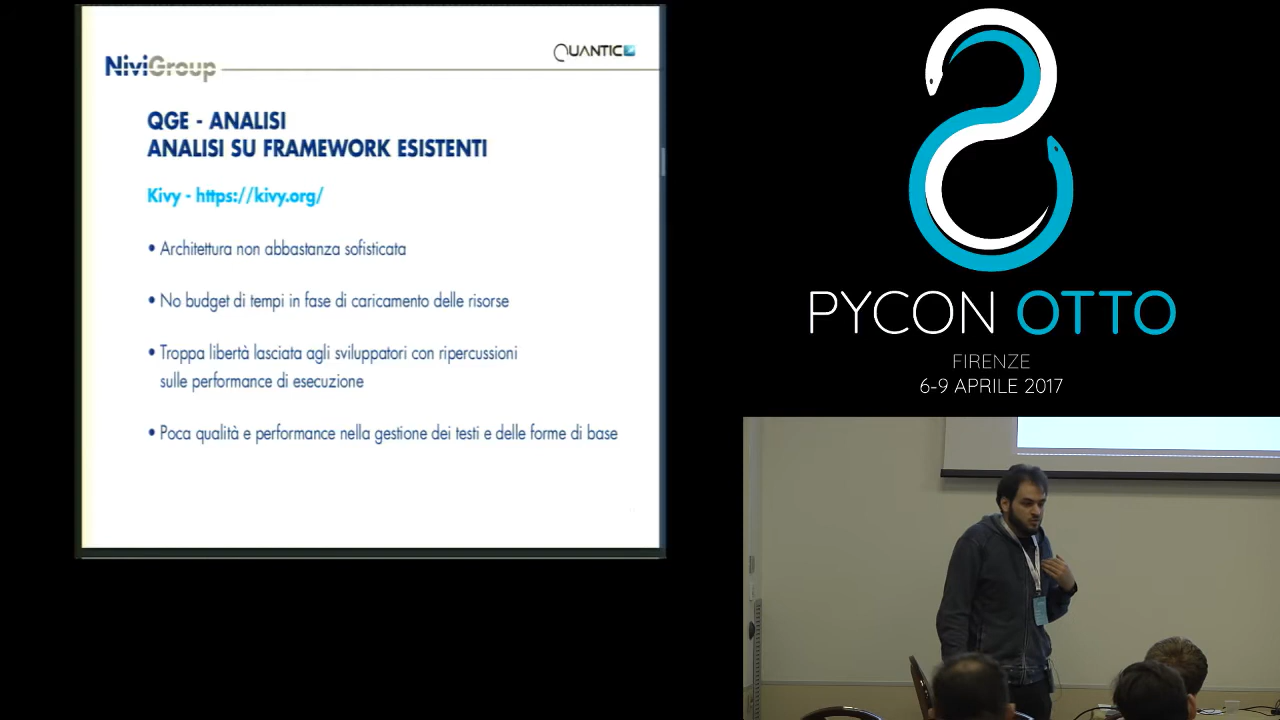 NiviGroup
QUANTIC
QGE - ANALISI
ANALISI SU FRAMEWORK ESISTENTI
Kivy - https://kivy.org/
• Architettura non abbastanza sofisticata
• No budget di tempi in fase di caricamento delle risorse
• Troppa libertà lasciata agli sviluppatori con ripercussioni
sulle performance di esecuzione
• Poca qualità e performance nella gestione dei testi e delle forme di base
PYCON OTTO
FIRENZE
6-9 APRILE 2017